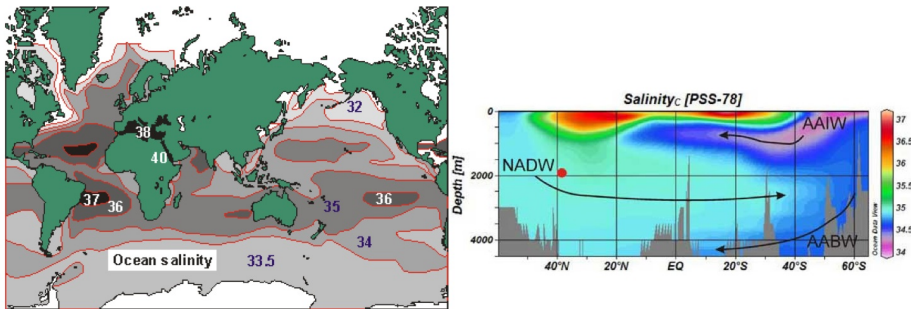 38
40
32
37
36
35
36
34
Ocean salinity
33.5
Salinity_C [PSS-78]
0
2000
4000
Depth [m]
AAIW
NADW
AABW
40°N
20°N
EQ
20°S
40°S
60°S
37
36.5
36
35.5
35
34.5
34
Ocean Data View